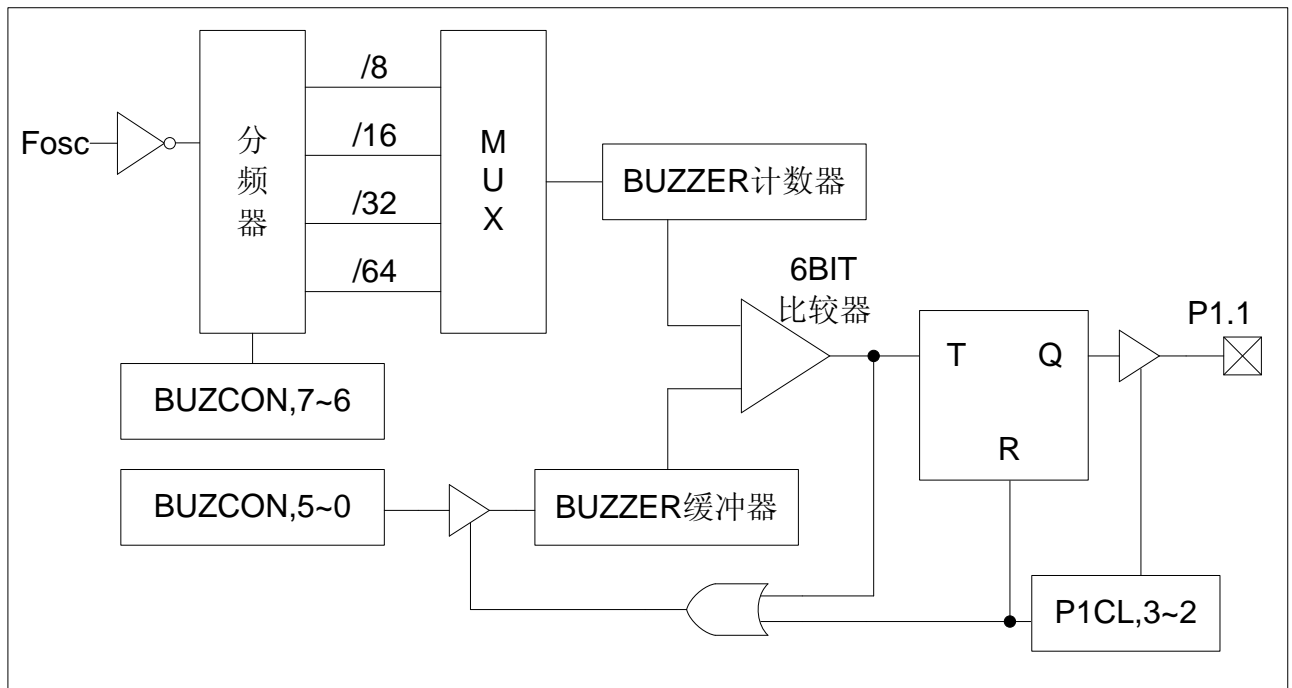 Fosc
分
频
器
/8
/16
/32
/64
M
U
X
BUZZER计数器
6BIT
比较器
T
Q
R
P1.1
BUZCON,7~6
BUZCON,5~0
BUZZER缓冲器
P1CL,3~2